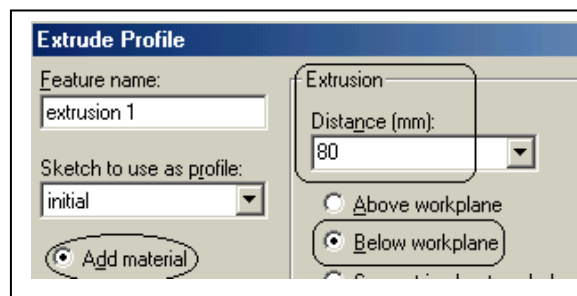 Extrude Profile
Feature name:
extrusion 1
Sketch to use as profile:
initial
Add material
Extrusion
Distance (mm):
80
Above workplane
Below workplane